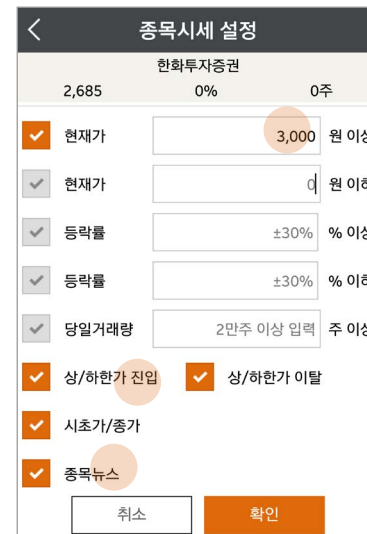 종목시세 설정
한화투자증권
2,685 0% 0주
현재가 3,000 원 이상
현재가 0 원 이하
등락률 ±30% % 이상
등락률 ±30% % 이하
당일거래량 2만주 이상 입력 주 이상
상/하한가 진입 상/하한가 이탈
시초가/종가
종목뉴스
취소 확인